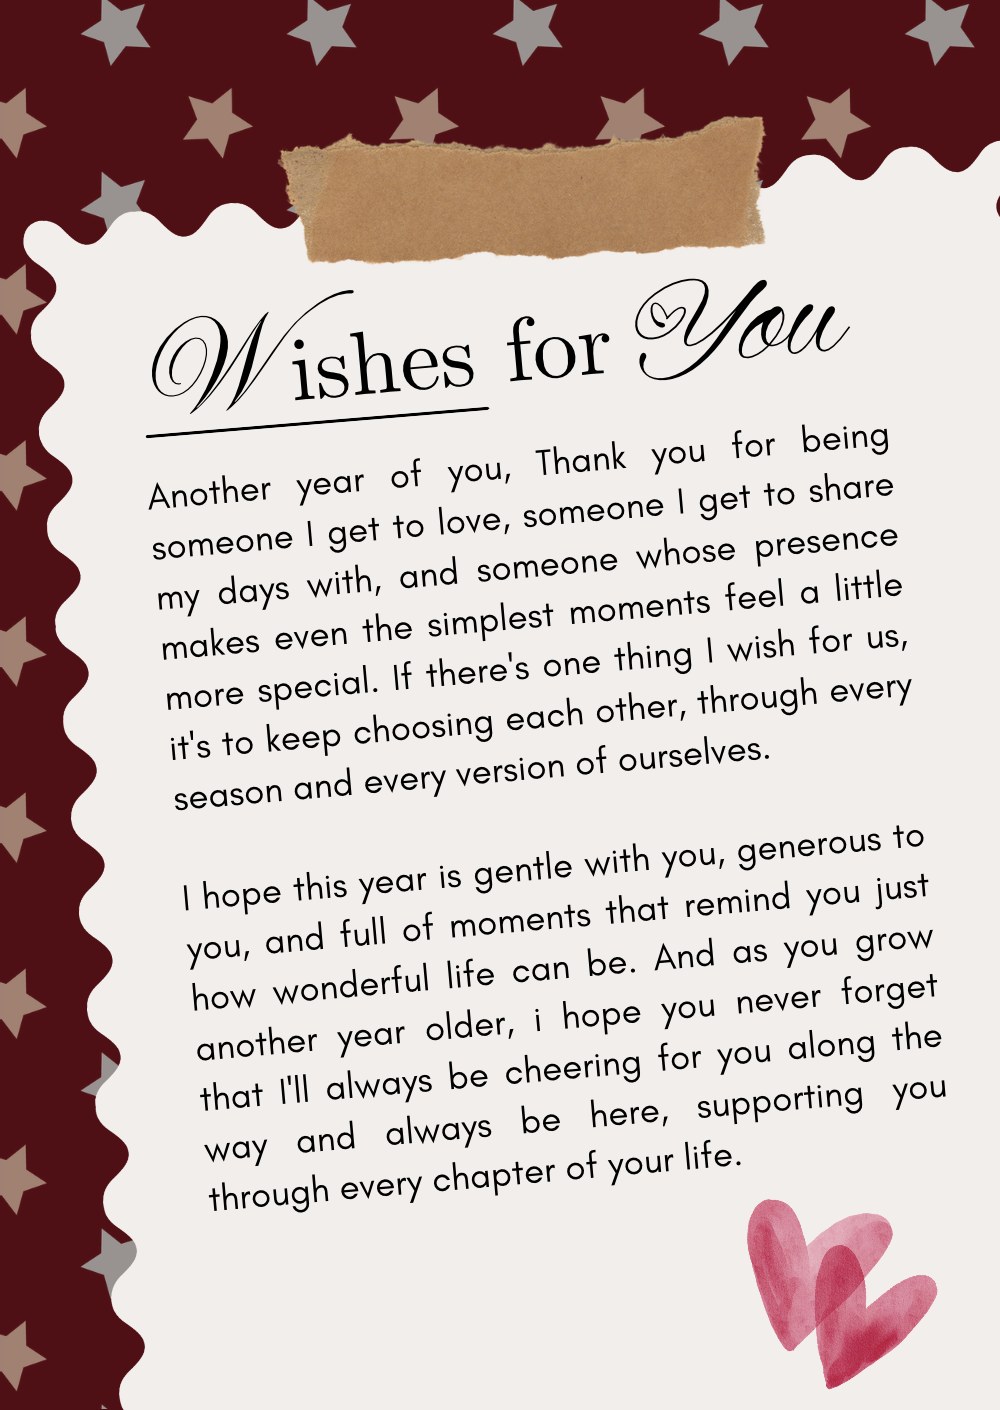 Wishes for You
Another year of you, Thank you for being
someone I get to love, someone I get to share
my days with, and someone whose presence
makes even the simplest moments feel a little
more special. If there's one thing I wish for us,
it's to keep choosing each other, through every
season and every version of ourselves.
I hope this year is gentle with you, generous to
you, and full of moments that remind you just
how wonderful life can be. And as you grow
another year older, i hope you never forget
that I'll always be cheering for you along the
way and always be here, supporting you
through every chapter of your life.